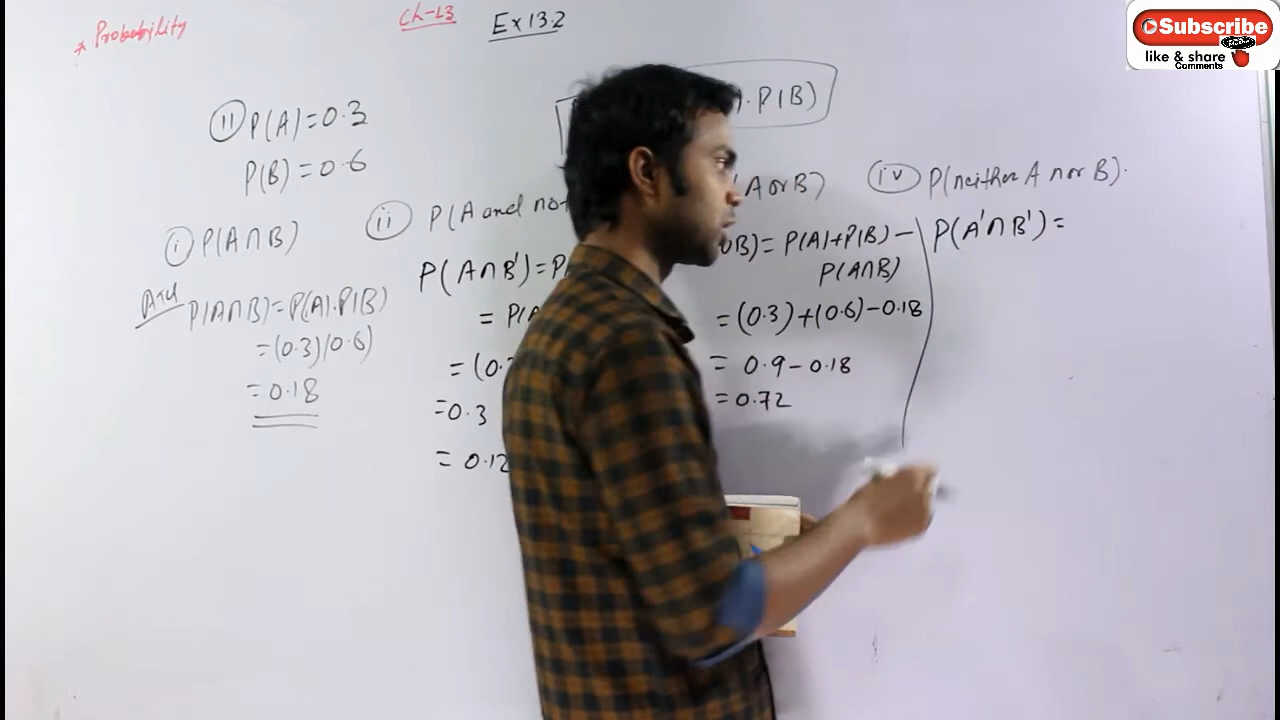 * Probability
Ch-13
Ex 13.2
Subscribe
like & share
Comments
. P(B)
11 P(A)=0.3
P(B) = 0.6
i P(A∩B)
ATQ P(A∩B)=P(A).P(B)
=(0.3)(0.6)
=0.18
ii P(A and not
P(A∩B')=P
= P(A
= (0.
=0.3
= 0.12
A or B)
∪B)= P(A)+P(B) –
P(A∩B)
=(0.3)+(0.6)-0.18
= 0.9-0.18
= 0.72
iv P(neither A nor B).
P(A'∩B') =